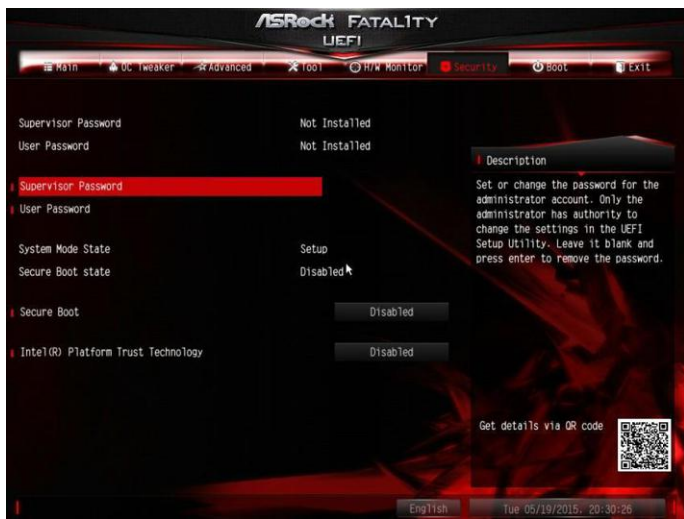 ASRock FATAL1TY
UEFI
Main OC Tweaker Advanced Tool H/W Monitor Security Boot Exit
Supervisor Password Not Installed
User Password Not Installed
Supervisor Password
User Password
System Mode State Setup
Secure Boot state Disabled
Secure Boot Disabled
Intel(R) Platform Trust Technology Disabled
Description
Set or change the password for the
administrator account. Only the
administrator has authority to
change the settings in the UEFI
Setup Utility. Leave it blank and
press enter to remove the password.
Get details via QR code
English Tue 05/19/2015, 20:30:26